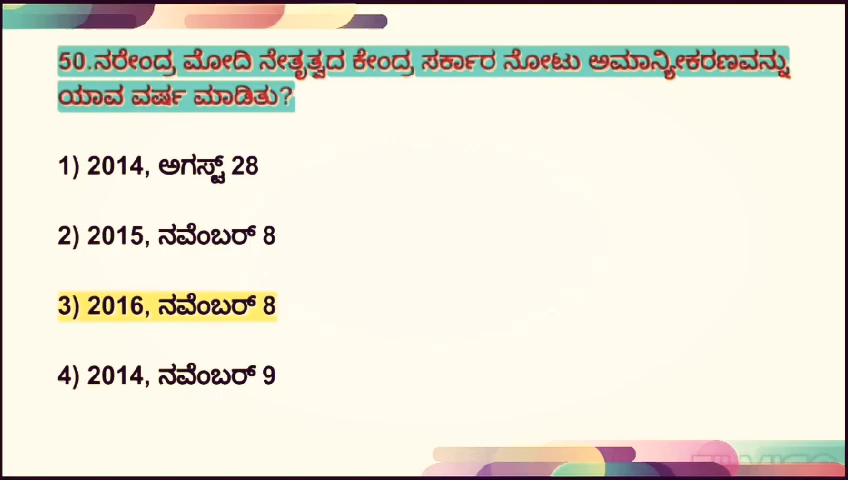 50.ನರೇಂದ್ರ ಮೋದಿ ನೇತೃತ್ವದ ಕೇಂದ್ರ ಸರ್ಕಾರ ನೋಟು ಅಮಾನ್ಯೀಕರಣವನ್ನು
ಯಾವ ವರ್ಷ ಮಾಡಿತು?
1) 2014, ಅಗಸ್ಟ್ 28
2) 2015, ನವೆಂಬರ್ 8
3) 2016, ನವೆಂಬರ್ 8
4) 2014, ನವೆಂಬರ್ 9